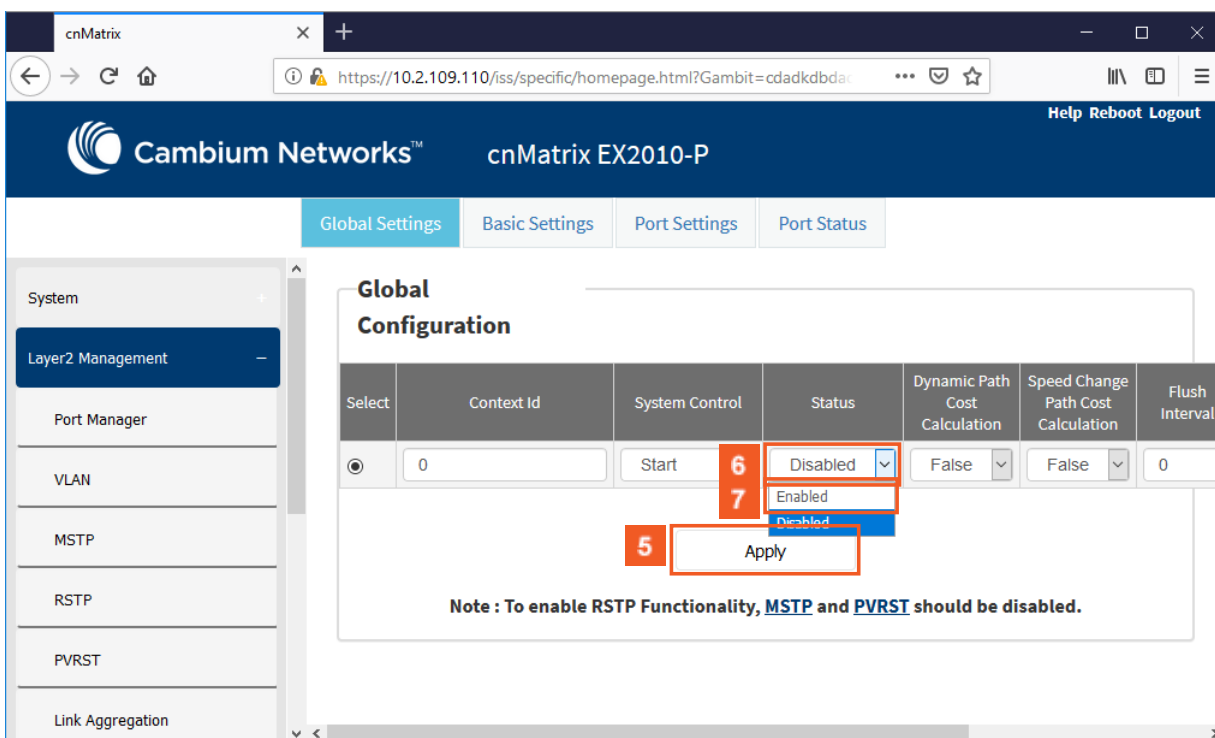 cnMatrix
https://10.2.109.110/iss/specific/homepage.html?Gambit=cdadkdbdac
Help Reboot Logout
Cambium Networks™ cnMatrix EX2010-P
Global Settings Basic Settings Port Settings Port Status
System
Layer2 Management
Port Manager
VLAN
MSTP
RSTP
PVRST
Link Aggregation
Global
Configuration
Select Context Id System Control Status Dynamic Path Cost Calculation Speed Change Path Cost Calculation Flush Interval
0 Start 6 Disabled False False 0
7 Enabled
Disabled
5 Apply
Note : To enable RSTP Functionality, MSTP and PVRST should be disabled.